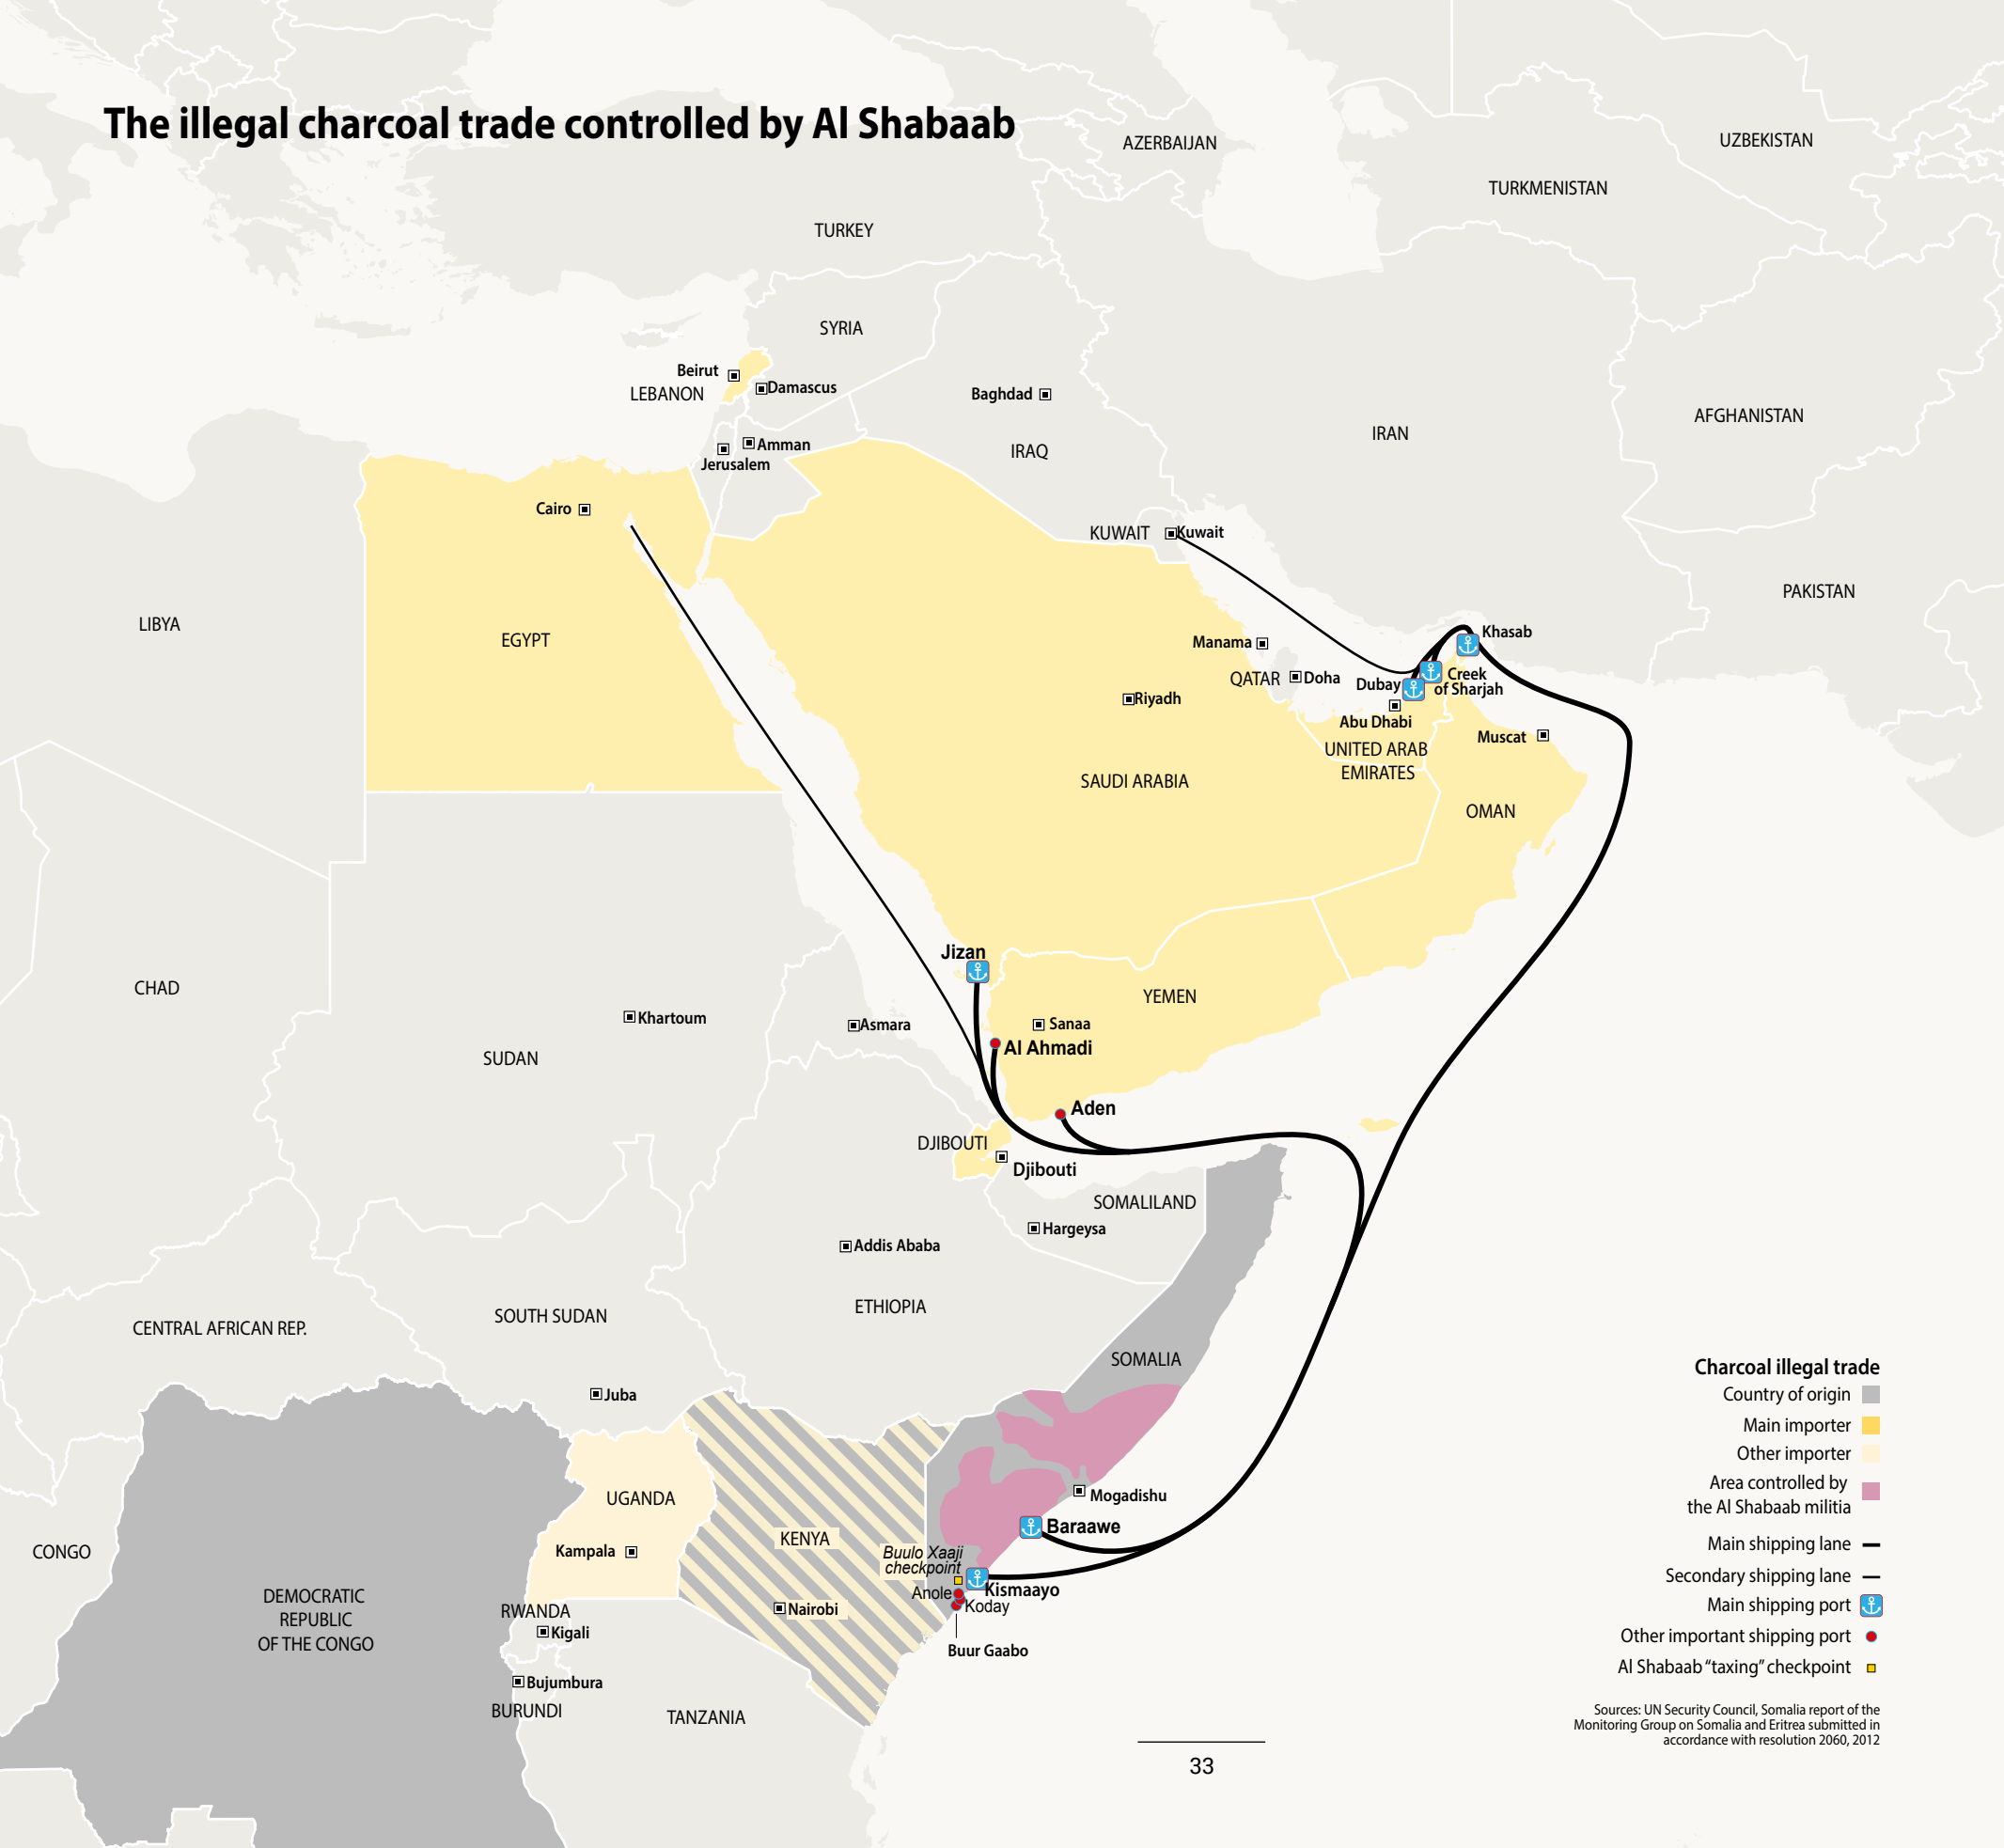 The illegal charcoal trade controlled by Al Shabaab
AZERBAIJAN
UZBEKISTAN
TURKMENISTAN
TURKEY
SYRIA
Beirut
LEBANON
Damascus
Baghdad
IRAQ
IRAN
AFGHANISTAN
Amman
Jerusalem
Cairo
KUWAIT
Kuwait
PAKISTAN
LIBYA
EGYPT
Manama
QATAR
Doha
Khasab
Creek
of Sharjah
Dubay
Abu Dhabi
Riyadh
UNITED ARAB
EMIRATES
Muscat
SAUDI ARABIA
OMAN
Jizan
CHAD
YEMEN
Khartoum
Asmara
Sanaa
Al Ahmadi
SUDAN
Aden
DJIBOUTI
Djibouti
SOMALILAND
Hargeysa
Addis Ababa
ETHIOPIA
CENTRAL AFRICAN REP.
SOUTH SUDAN
SOMALIA
Juba
UGANDA
Mogadishu
Baraawe
KENYA
CONGO
Kampala
Buulo Xaaji
checkpoint
Kismaayo
Anole
Koday
DEMOCRATIC
REPUBLIC
OF THE CONGO
RWANDA
Kigali
Nairobi
Buur Gaabo
Bujumbura
BURUNDI
TANZANIA
Charcoal illegal trade
Country of origin
Main importer
Other importer
Area controlled by
the Al Shabaab militia
Main shipping lane
Secondary shipping lane
Main shipping port
Other important shipping port
Al Shabaab “taxing” checkpoint
Sources: UN Security Council, Somalia report of the
Monitoring Group on Somalia and Eritrea submitted in
accordance with resolution 2060, 2012
33